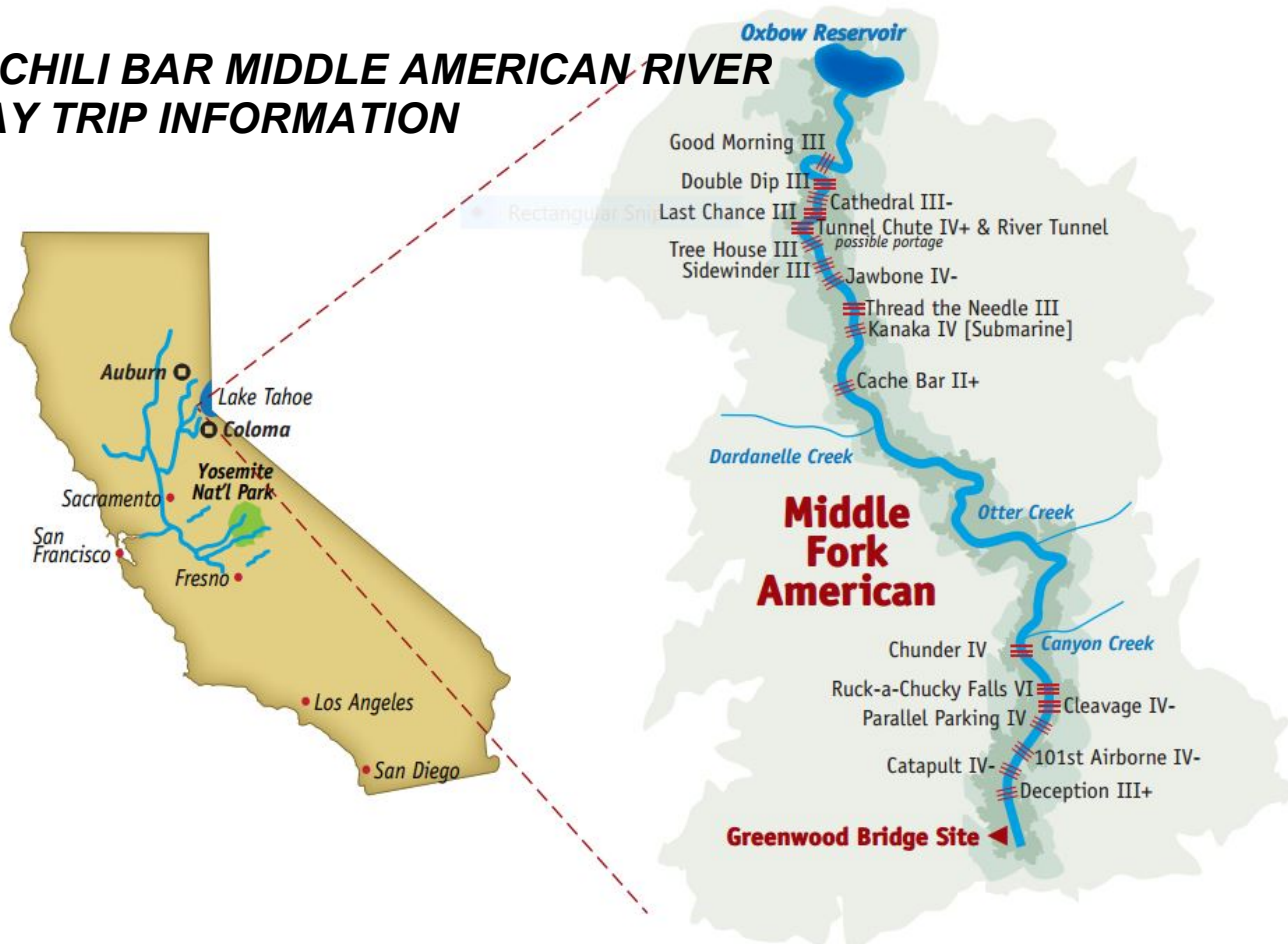 CHILI BAR MIDDLE AMERICAN RIVER
AY TRIP INFORMATION
Rectangular Snip
Auburn
Lake Tahoe
Coloma
Yosemite
Nat'l Park
Sacramento
San
Francisco
Fresno
Los Angeles
San Diego
Oxbow Reservoir
Good Morning III
Double Dip III
Cathedral III-
Last Chance III
Tunnel Chute IV+ & River Tunnel
possible portage
Tree House III
Sidewinder III
Jawbone IV-
Thread the Needle III
Kanaka IV [Submarine]
Cache Bar II+
Dardanelle Creek
Middle
Fork
American
Otter Creek
Canyon Creek
Chunder IV
Ruck-a-Chucky Falls VI
Cleavage IV-
Parallel Parking IV
101st Airborne IV-
Catapult IV-
Deception III+
Greenwood Bridge Site